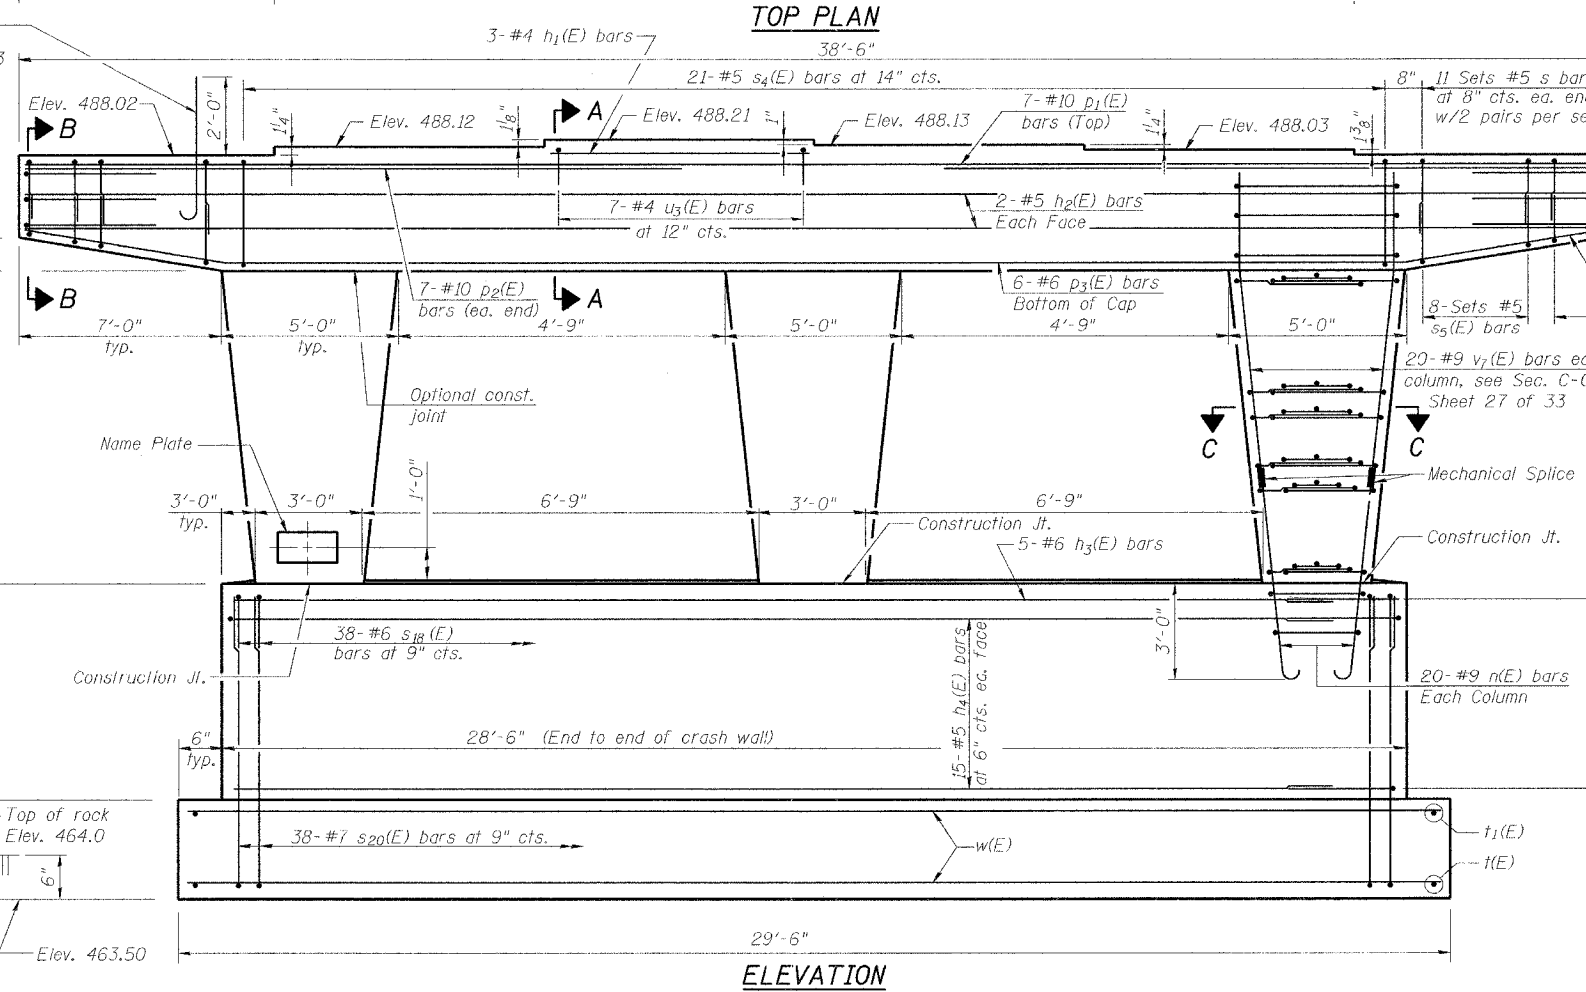 TOP PLAN
3-#4 h1(E) bars
38'-6"
21-#5 s4(E) bars at 14" cts.
8"
11 Sets #5 s bar
at 8" cts. ea. en
w/2 pairs per se
Elev. 488.02
2'-0"
1/4"
Elev. 488.12
1/8"
A
Elev. 488.21
1"
Elev. 488.13
7-#10 p1(E)
bars (Top)
1/4"
Elev. 488.03
1 3/8"
B
7-#4 u3(E) bars
at 12" cts.
2-#5 h2(E) bars
Each Face
B
7-#10 p2(E)
bars (ea. end)
A
6-#6 p3(E) bars
Bottom of Cap
8-Sets #5
s5(E) bars
7'-0"
typ.
5'-0"
typ.
4'-9"
5'-0"
4'-9"
5'-0"
20-#9 v7(E) bars ea
column, see Sec. C-C
Sheet 27 of 33
Optional const.
joint
Name Plate
C
C
Mechanical Splice
3'-0"
typ.
3'-0"
1'-0"
6'-9"
3'-0"
6'-9"
Construction Jt.
5-#6 h3(E) bars
Construction Jt.
38-#6 s18(E)
bars at 9" cts.
15-#5 h4(E) bars
at 6" cts. ea. face
3'-0"
Construction Jt.
20-#9 n(E) bars
Each Column
6"
typ.
28'-6" (End to end of crash wall)
Top of rock
Elev. 464.0
6"
38-#7 s20(E) bars at 9" cts.
w(E)
t1(E)
t(E)
Elev. 463.50
29'-6"
ELEVATION